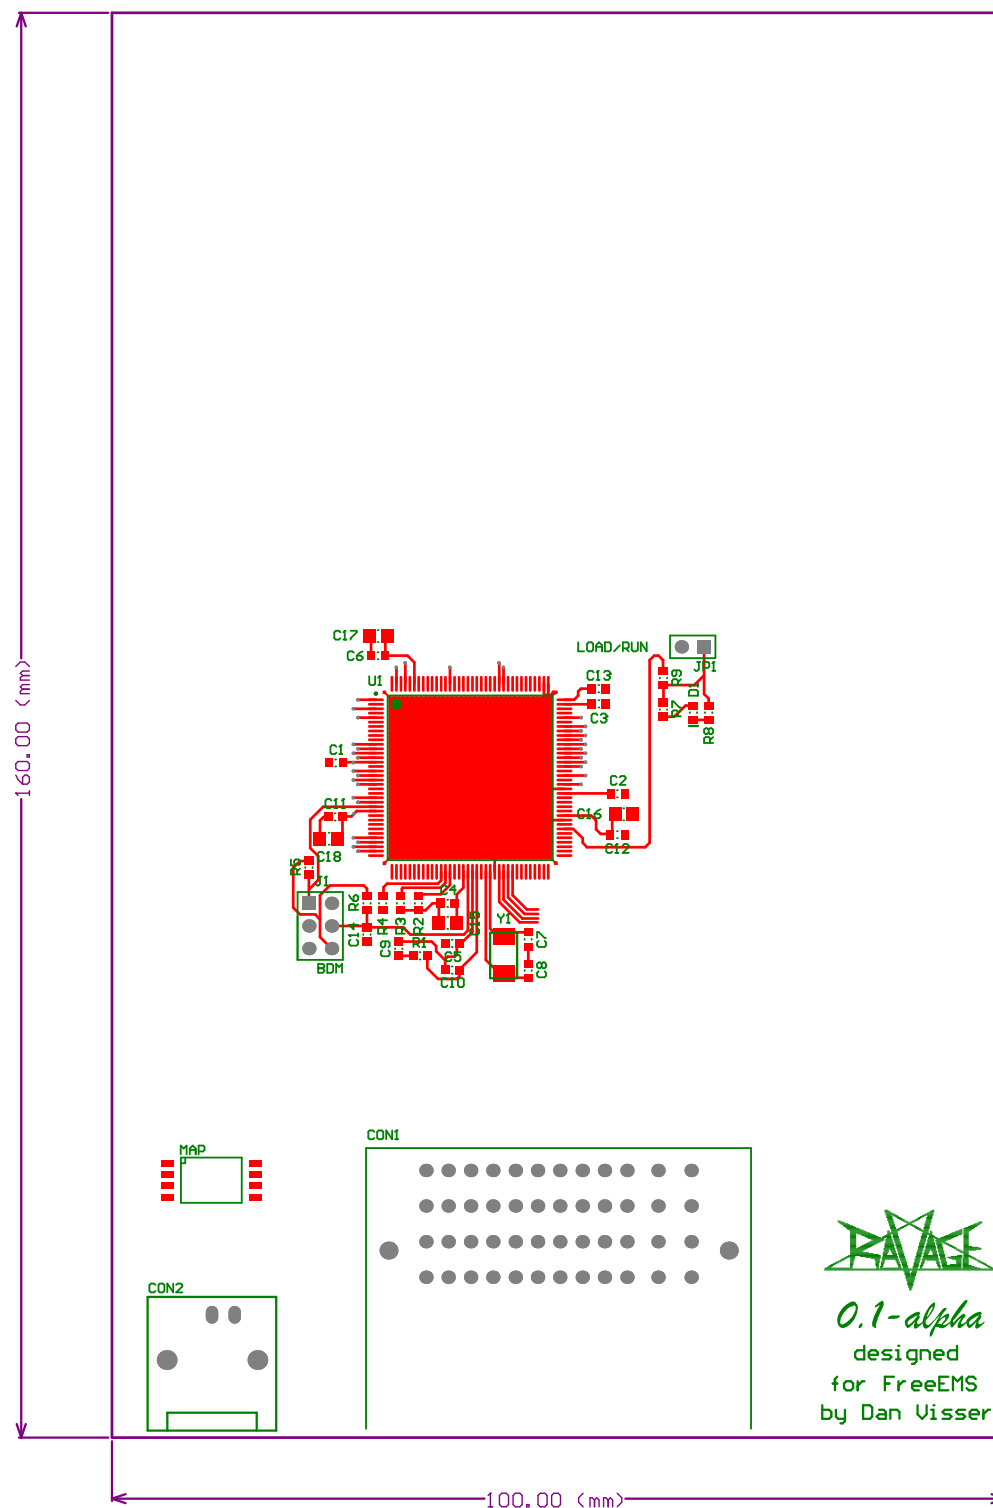 C17
C6
U1
LOAD/RUN
JP1
C13
C3
R9
D1
R7
R8
160.00 (mm)
C1
C2
C11
C16
C18
C12
R5
J1
C4
R6
R4
R3
R2
C15
Y1
C14
C9
R1
C5
C7
C8
C10
BDM
CON1
MAP
RAVAGE
CON2
0.1-alpha
designed
for FreeEMS
by Dan Visser
100.00 (mm)